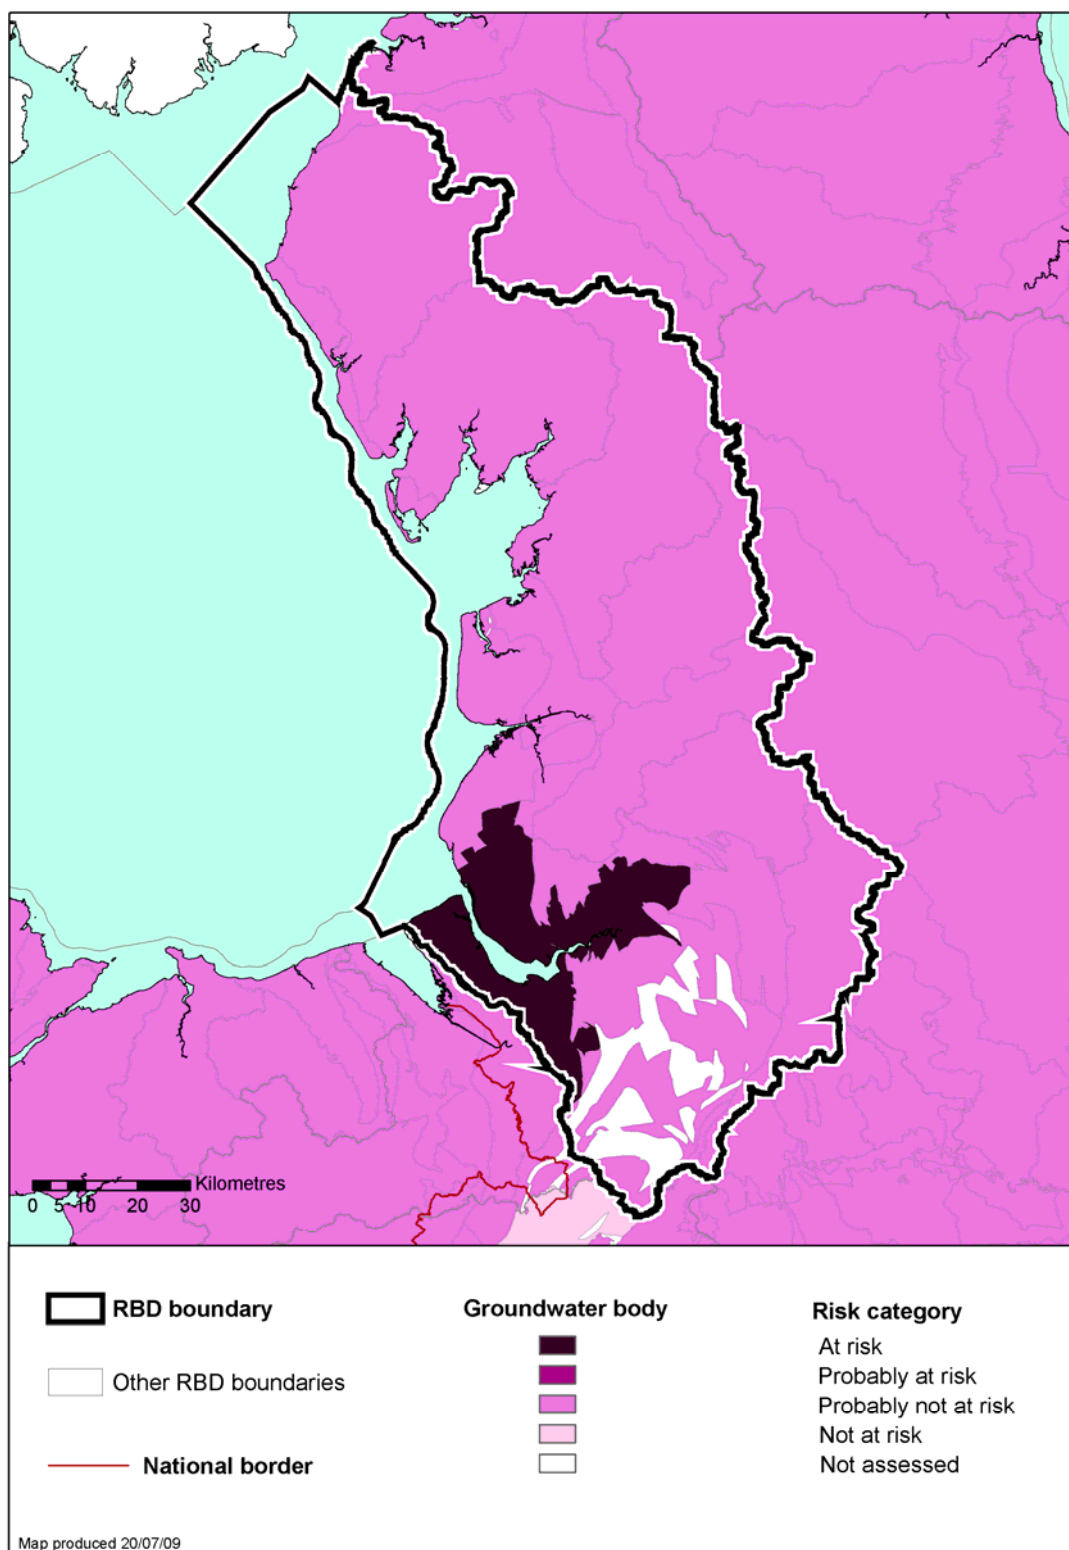 Kilometres
0 5 10 20 30
RBD boundary
Other RBD boundaries
National border
Groundwater body
Risk category
At risk
Probably at risk
Probably not at risk
Not at risk
Not assessed
Map produced 20/07/09